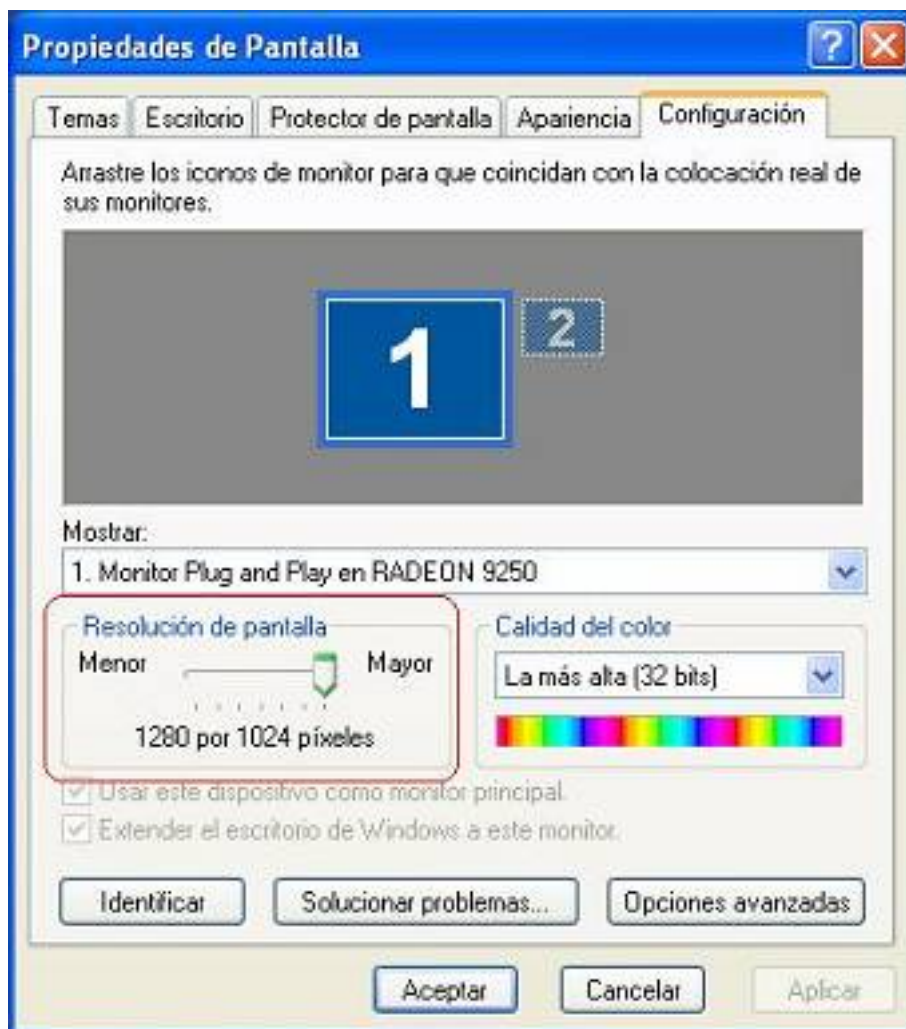 Propiedades de Pantalla
Temas Escritorio Protector de pantalla Apariencia Configuración
Arrastre los iconos de monitor para que coincidan con la colocación real de
sus monitores.
1 2
Mostrar:
1. Monitor Plug and Play en RADEON 9250
Resolución de pantalla
Menor Mayor
1280 por 1024 píxeles
Calidad del color
La más alta (32 bits)
Usar este dispositivo como monitor principal.
Extender el escritorio de Windows a este monitor.
Identificar Solucionar problemas... Opciones avanzadas
Aceptar Cancelar Aplicar